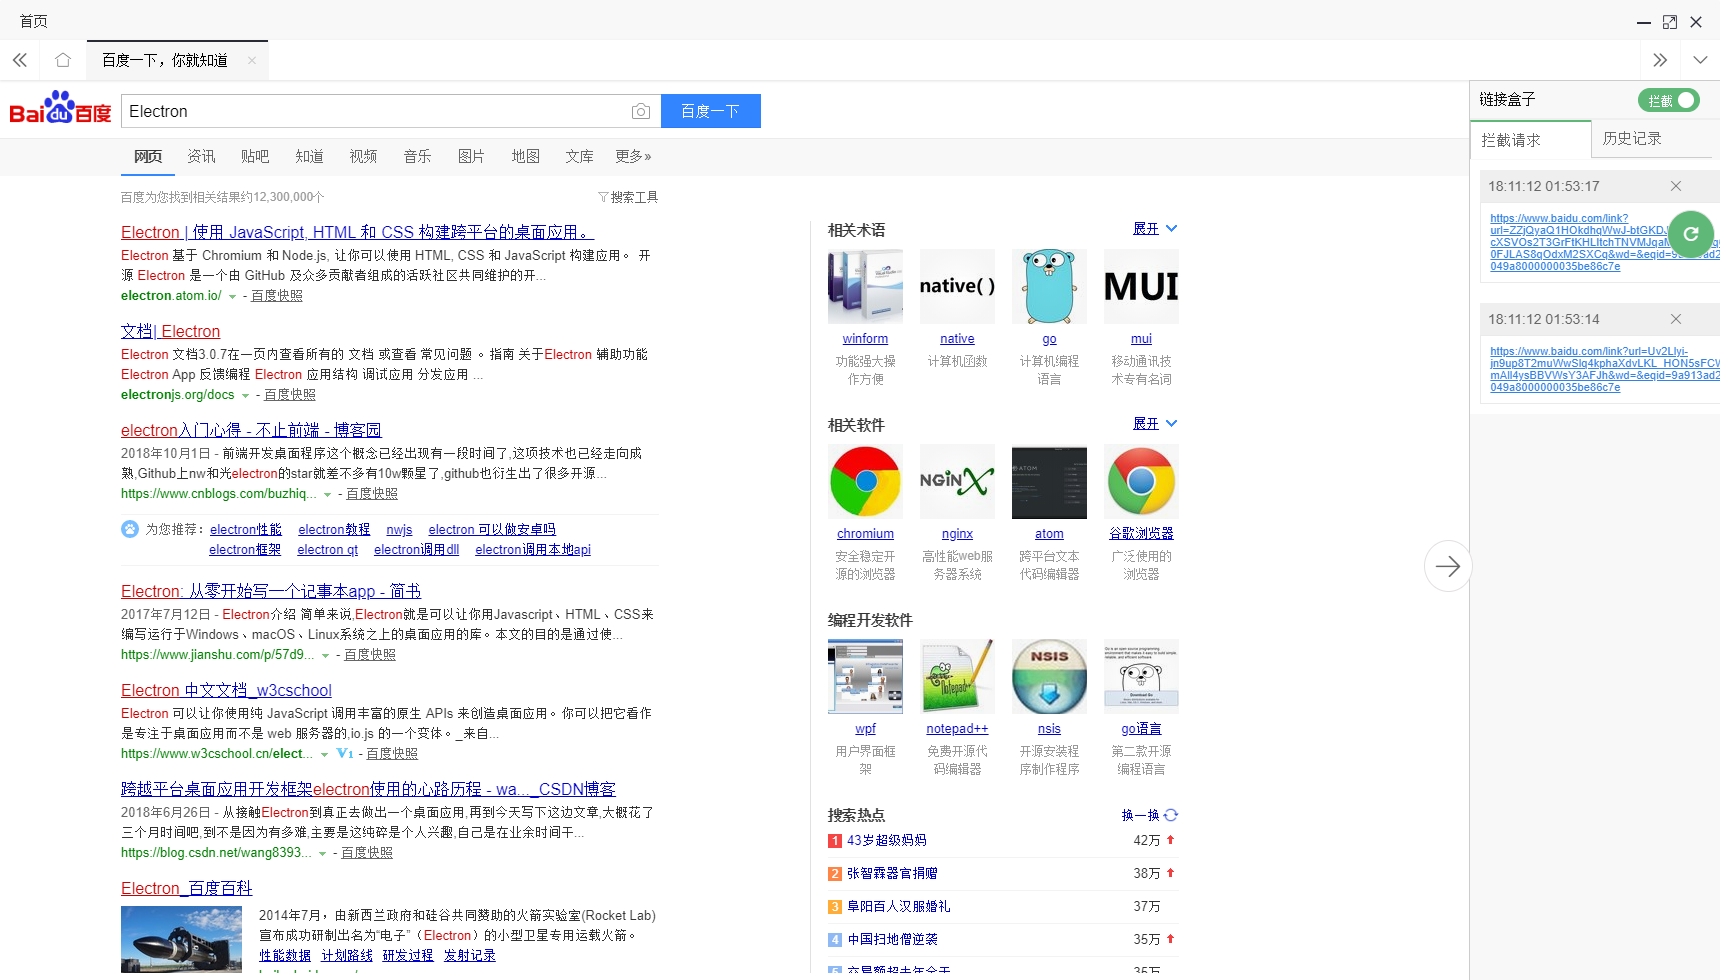 首页
百度一下，你就知道
Baidu百度
Electron
百度一下
网页 资讯 贴吧 知道 视频 音乐 图片 地图 文库 更多»
百度为您找到相关结果约12,300,000个
搜索工具
Electron | 使用 JavaScript, HTML 和 CSS 构建跨平台的桌面应用。
Electron 基于 Chromium 和 Node.js, 让你可以使用 HTML, CSS 和 JavaScript 构建应用。 开
源 Electron 是一个由 GitHub 及众多贡献者组成的活跃社区共同维护的开...
electron.atom.io/ - 百度快照
文档| Electron
Electron 文档3.0.7在一页内查看所有的 文档 或查看 常见问题 。指南 关于Electron 辅助功能
Electron App 反馈编程 Electron 应用结构 调试应用 分发应用 ...
electronjs.org/docs - 百度快照
electron入门心得 - 不止前端 - 博客园
2018年10月1日 - 前端开发桌面程序这个概念已经出现有一段时间了,这项技术也已经走向成
熟,Github上nw和光electron的star就差不多有10w颗星了,github也衍生出了很多开源...
https://www.cnblogs.com/buzhiq... - 百度快照
为您推荐： electron性能 electron教程 nwjs electron 可以做安卓吗
electron框架 electron qt electron调用dll electron调用本地api
Electron: 从零开始写一个记事本app - 简书
2017年7月12日 - Electron介绍 简单来说,Electron就是可以让你用Javascript、HTML、CSS来
编写运行于Windows、macOS、Linux系统之上的桌面应用的库。本文的目的是通过使...
https://www.jianshu.com/p/57d9... - 百度快照
Electron 中文文档_w3cschool
Electron 可以让你使用纯 JavaScript 调用丰富的原生 APIs 来创造桌面应用。你可以把它看作
是专注于桌面应用而不是 web 服务器的,io.js 的一个变体。_来自...
https://www.w3cschool.cn/elect... V1 - 百度快照
跨越平台桌面应用开发框架electron使用的心路历程 - wa..._CSDN博客
2018年6月26日 - 从接触Electron到真正去做出一个桌面应用,再到今天写下这边文章,大概花了
三个月时间吧,到不是因为有多难,主要是这纯碎是个人兴趣,自己是在业余时间干...
https://blog.csdn.net/wang8393... - 百度快照
Electron_百度百科
2014年7月，由新西兰政府和硅谷共同赞助的火箭实验室(Rocket Lab)
宣布成功研制出名为“电子”（Electron）的小型卫星专用运载火箭。
性能数据 计划路线 研发过程 发射记录
相关术语 展开
native( )
MUI
winform native go mui
功能强大操作方便
计算机函数
计算机编程语言
移动通讯技术专有名词
相关软件 展开
NGINX
ATOM
chromium nginx atom 谷歌浏览器
安全稳定开源的浏览器
高性能web服务器系统
跨平台文本代码编辑器
广泛使用的浏览器
编程开发软件
Notepad++
NSIS
Download Go
wpf notepad++ nsis go语言
用户界面框架
免费开源代码编辑器
开源安装程序制作程序
第二款开源编程语言
搜索热点 换一换
1 43岁超级妈妈 42万
2 张智霖器官捐赠 38万
3 阜阳百人汉服婚礼 37万
4 中国扫地僧逆袭 35万
链接盒子 拦截
拦截请求 历史记录
18:11:12 01:53:17
https://www.baidu.com/link?
049a8000000035be86c7e
18:11:12 01:53:14
https://www.baidu.com/link?url=Uv2Llyi-
049a8000000035be86c7e